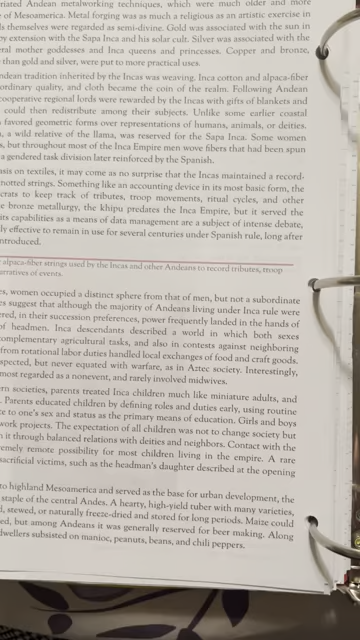 riated Andean metalworking techniques, which were much older and more
of Mesoamerica. Metal forging was as much a religious as an artistic exercise in
ls themselves were regarded as semi-divine. Gold was associated with the sun in
by extension with the Sapa Inca and his solar cult. Silver was associated with
eral mother goddesses and Inca queens and princesses. Copper and bronze,
than gold and silver, were put to more practical uses.
ndean tradition inherited by the Incas was weaving. Inca cotton and alpaca-fiber
ordinary quality, and cloth became the coin of the realm. Following Andean
cooperative regional lords were rewarded by the Incas with gifts of blankets and
could then redistribute among their subjects. Unlike some earlier coastal
favored geometric forms over representations of humans, animals, or deities.
, a wild relative of the llama, was reserved for the Sapa Inca. Some women
s, but throughout most of the Inca Empire men wove fibers that had been spun
a gendered task division later reinforced by the Spanish.
asis on textiles, it may come as no surprise that the Incas maintained a record-
notted strings. Something like an accounting device in its most basic form, the
crats to keep track of tributes, troop movements, ritual cycles, and other
e bronze metallurgy, the khipu predates the Inca Empire, but it served the
its capabilities as a means of data management are a subject of intense debate,
ly effective to remain in use for several centuries under Spanish rule, long after
ntroduced.
alpaca-fiber strings used by the Incas and other Andeans to record tributes, troop
arratives of events.
es, women occupied a distinct sphere from that of men, but not a subordinate
es suggest that although the majority of Andeans living under Inca rule were
ered, in their succession preferences, power frequently landed in the hands of
of headmen. Inca descendants described a world in which both sexes
complementary agricultural tasks, and also in contests against neighboring
from rotational labor duties handled local exchanges of food and craft goods.
spected, but never equated with warfare, as in Aztec society. Interestingly,
most regarded as a nonevent, and rarely involved midwives.
rn societies, parents treated Inca children much like miniature adults, and
. Parents educated children by defining roles and duties early, using routine
te to one's sex and status as the primary means of education. Girls and boys
work projects. The expectation of all children was not to change society but
n it through balanced relations with deities and neighbors. Contact with the
emely remote possibility for most children living in the empire. A rare
sacrificial victims, such as the headman's daughter described at the opening
to highland Mesoamerica and served as the base for urban development, the
staple of the central Andes. A hearty, high-yield tuber with many varieties,
d, stewed, or naturally freeze-dried and stored for long periods. Maize could
ed, but among Andeans it was generally reserved for beer making. Along
dwellers subsisted on manioc, peanuts, beans, and chili peppers.